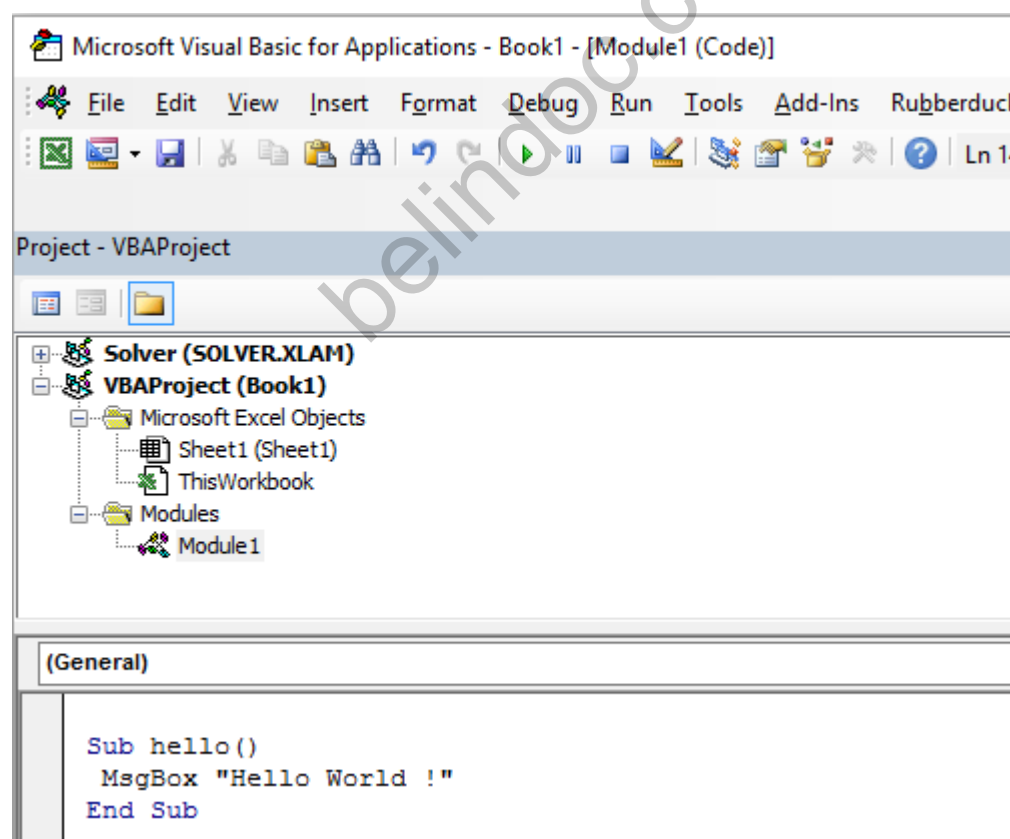 Microsoft Visual Basic for Applications - Book1 - [Module1 (Code)]
File Edit View Insert Format Debug Run Tools Add-Ins
Ln
belindoc.
Project - VBAProject
Solver (SOLVER.XLAM)
VBAProject (Book1)
Microsoft Excel Objects
Sheet1 (Sheet1)
ThisWorkbook
Modules
Module1
(General)
Sub hello()
MsgBox "Hello World !"
End Sub